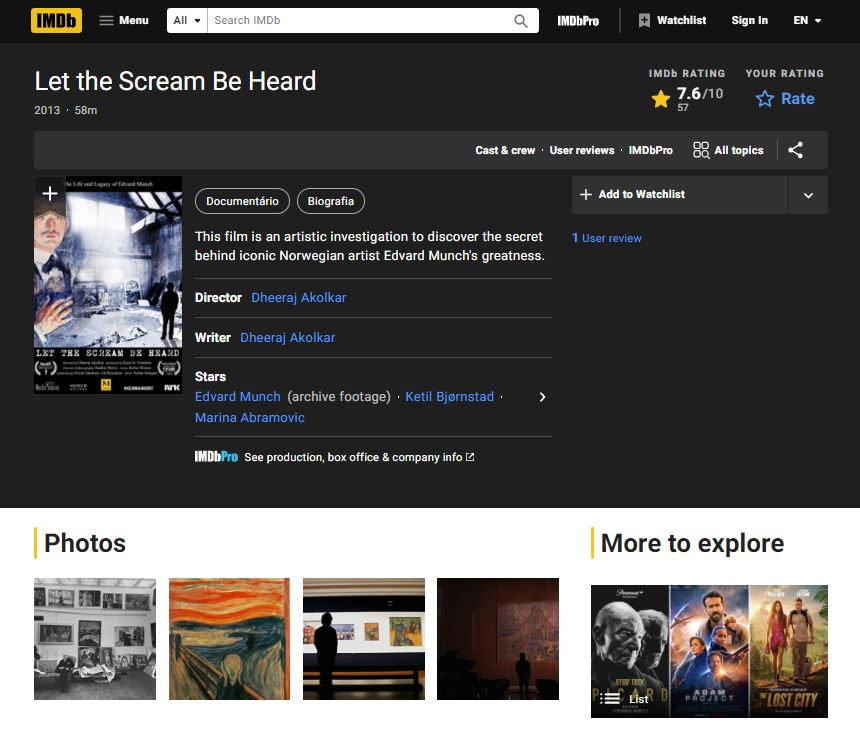 IMDb Menu All Search IMDb IMDbPro Watchlist Sign In EN
Let the Scream Be Heard
2013 · 58m
IMDb RATING
7.6/10
57
YOUR RATING
Rate
Cast & crew · User reviews · IMDbPro All topics
The Life and Legacy of Edvard Munch
LET THE SCREAM BE HEARD
NRK
Documentário Biografia
This film is an artistic investigation to discover the secret
behind iconic Norwegian artist Edvard Munch's greatness.
Director Dheeraj Akolkar
Writer Dheeraj Akolkar
Stars
Edvard Munch (archive footage) · Ketil Bjørnstad ·
Marina Abramovic
IMDbPro See production, box office & company info
Add to Watchlist
1 User review
Photos
More to explore
Paramount+
STAR TREK
PICARD
List
ADAM
PROJECT
THE LOST CITY